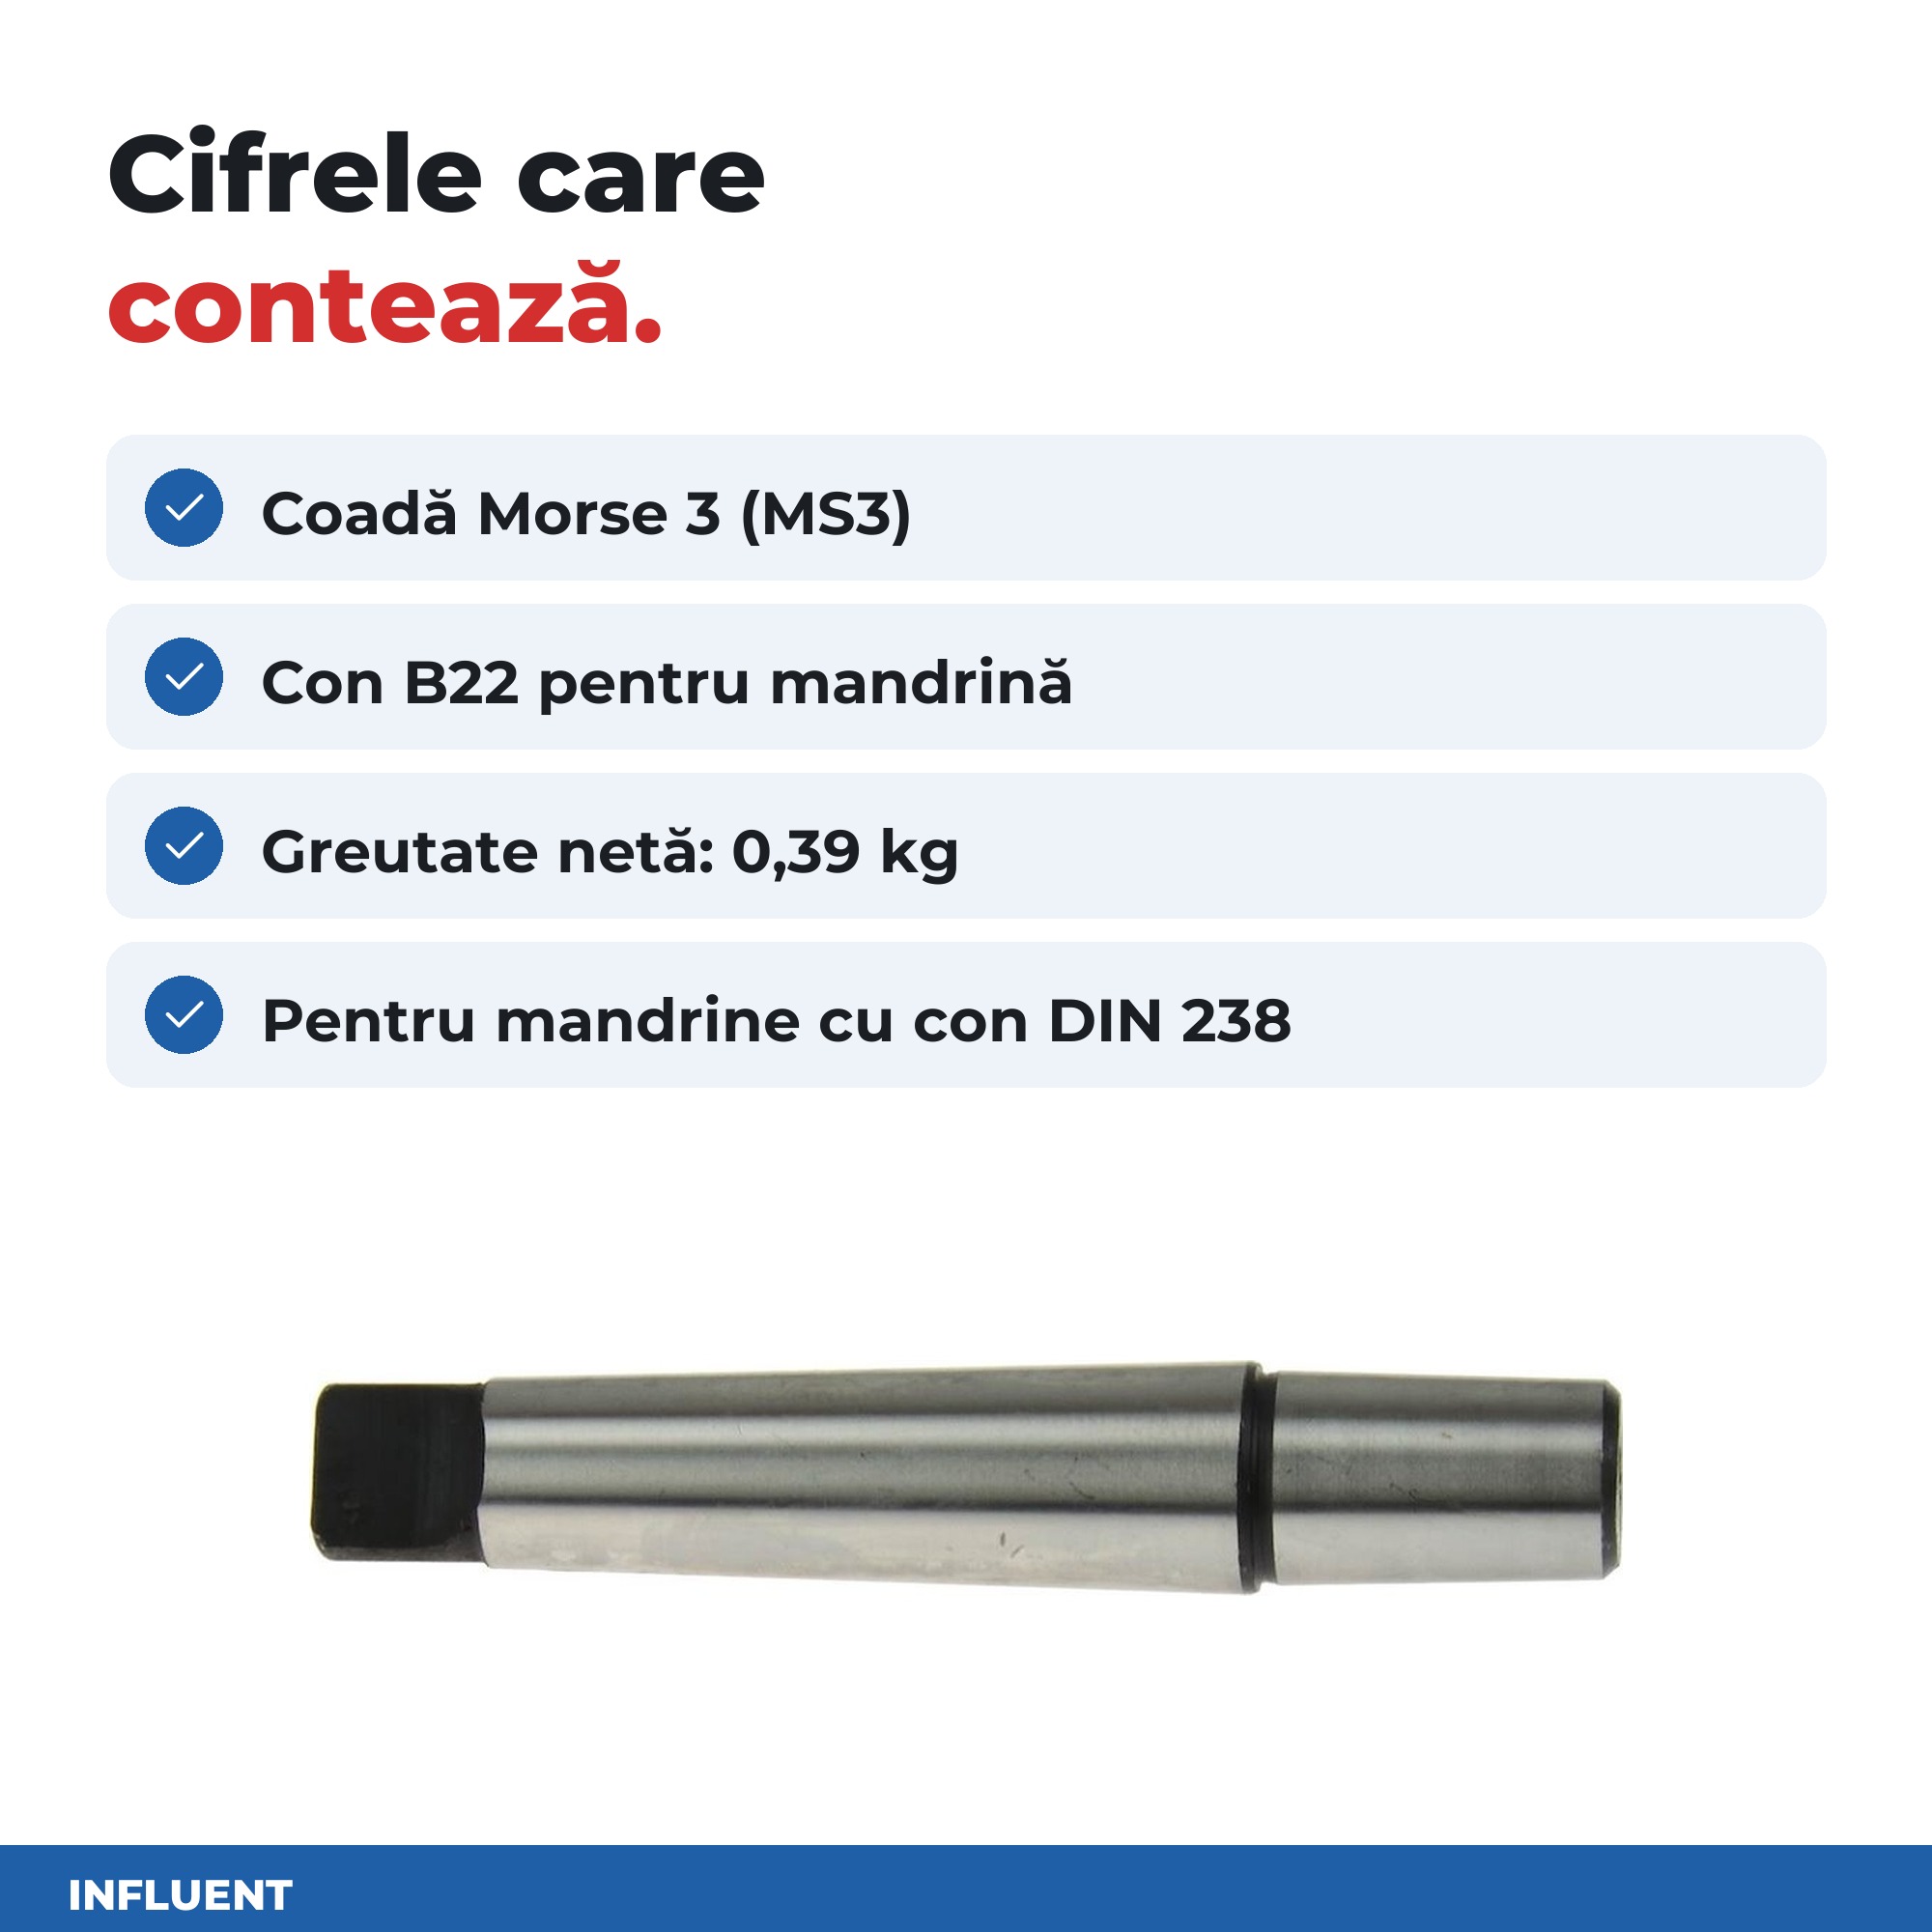 Cifrele care
contează.
Coadă Morse 3 (MS3)
Con B22 pentru mandrină
Greutate netă: 0,39 kg
Pentru mandrine cu con DIN 238
INFLUENT